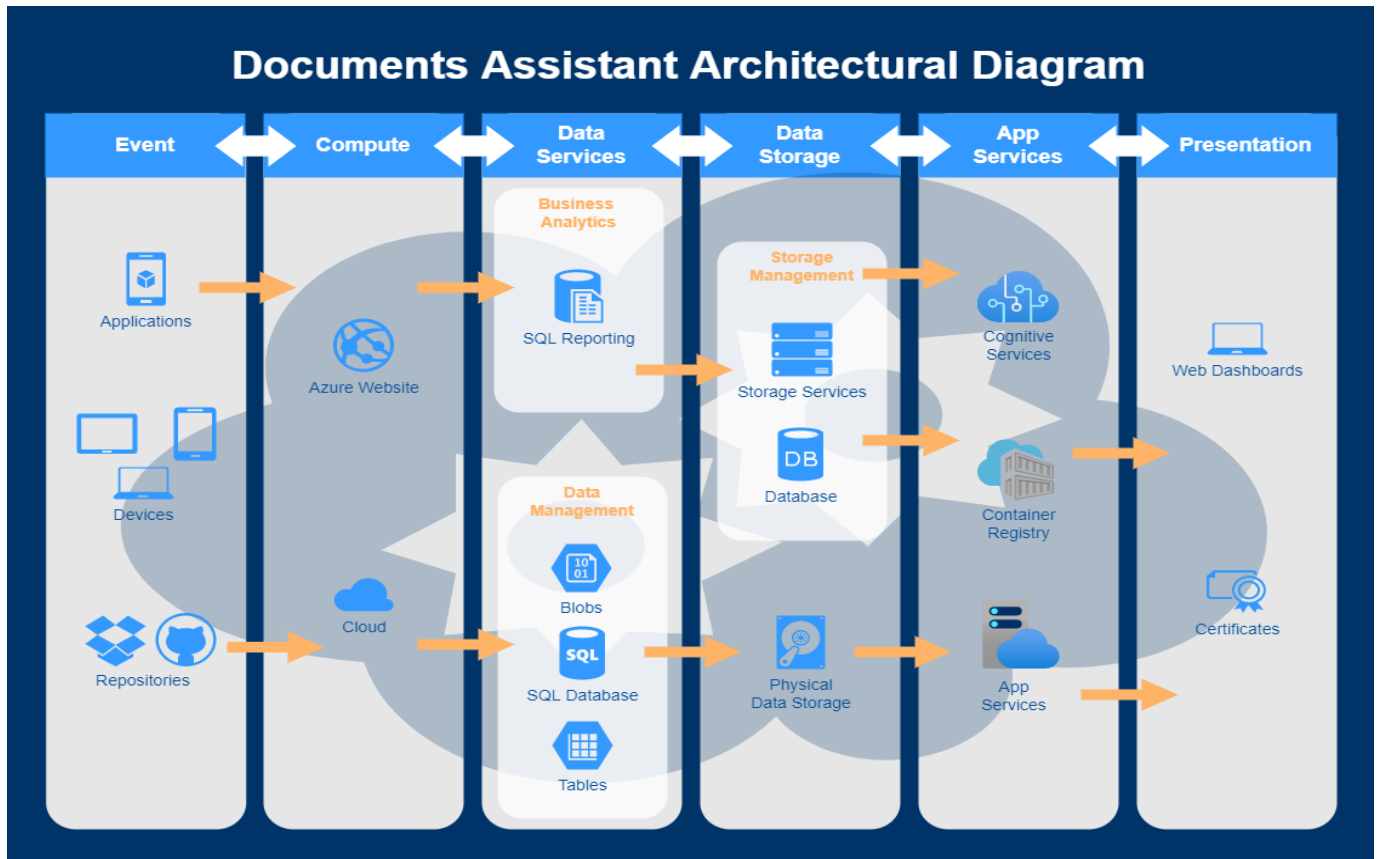 Documents Assistant Architectural Diagram
Event
Compute
Data
Services
Data
Storage
App
Services
Presentation
Applications
Devices
Repositories
Azure Website
Cloud
Business
Analytics
SQL Reporting
Data
Management
10
01
Blobs
SQL
SQL Database
Tables
Storage
Management
Storage Services
DB
Database
Physical
Data Storage
Cognitive
Services
Container
Registry
App
Services
Web Dashboards
Certificates